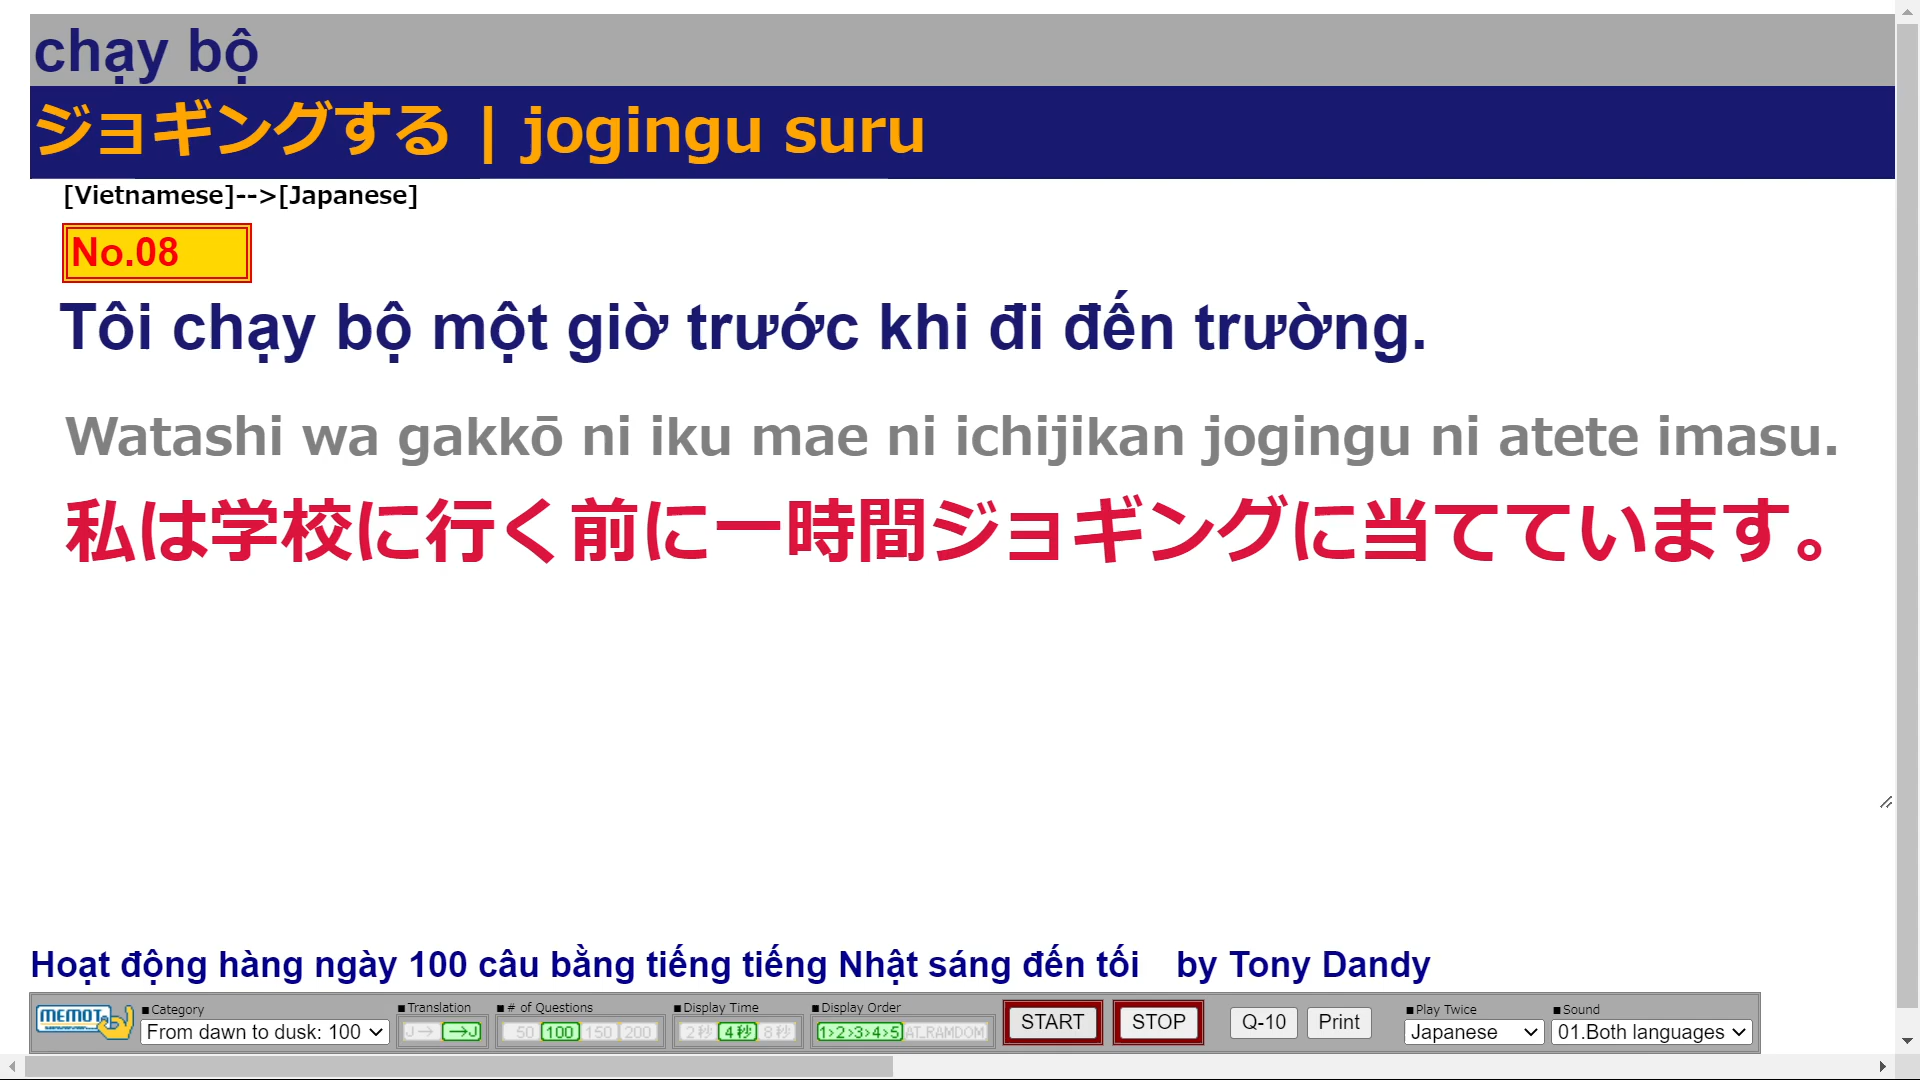 chạy bộ
ジョギングする | jogingu suru
[Vietnamese]-->[Japanese]
No.08
Tôi chạy bộ một giờ trước khi đi đến trường.
Watashi wa gakkō ni iku mae ni ichijikan jogingu ni atete imasu.
私は学校に行く前に一時間ジョギングに当てています。
Hoạt động hàng ngày 100 câu bằng tiếng tiếng Nhật sáng đến tối by Tony Dandy
■Category ■Translation ■# of Questions ■Display Time ■Display Order ■Play Twice ■Sound
MEMOT From dawn to dusk: 100 J→ →J 50 100 150 200 2秒 4秒 8秒 1>2>3>4>5 AT_RAMDOM START STOP Q-10 Print Japanese 01.Both languages